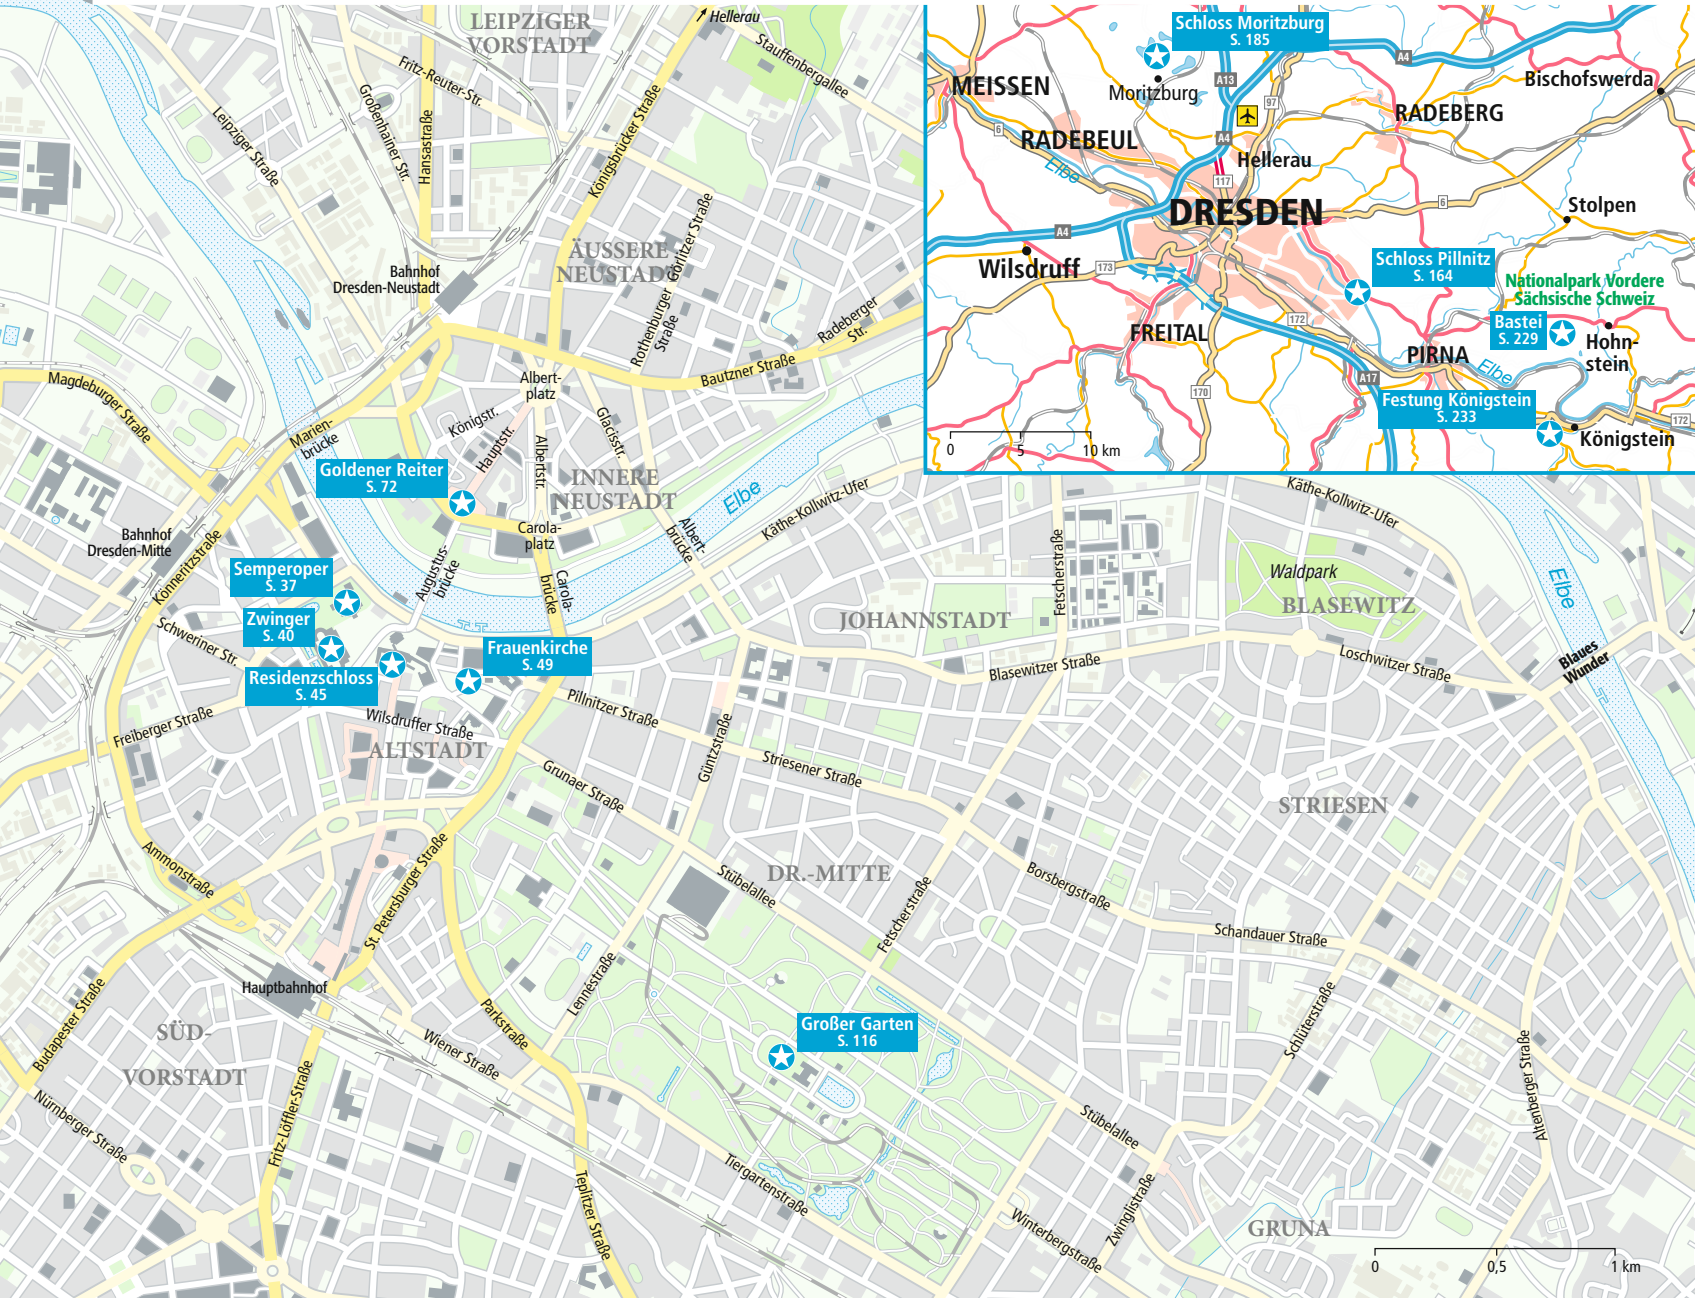 LEIPZIGER
VORSTADT
Hellerau
Stauffenbergallee
Fritz-Reuter-Str.
Großenhainer Str.
Hansastraße
Leipziger Straße
Königsbrücker Straße
ÄUSSERE
NEUSTADT
Görlitzer Straße
Rothenburger
Straße
Radeberger
Str.
Bautzner Straße
Bahnhof
Dresden-Neustadt
Magdeburger Straße
Marien-
brücke
Albert-
platz
Königstr.
Hauptstr.
Albertstr.
Glacisstr.
INNERE
NEUSTADT
Goldener Reiter
S. 72
Carola-
platz
Elbe
Albert-
brücke
Käthe-Kollwitz-Ufer
Bahnhof
Dresden-Mitte
Könneritzstraße
Augustus-
brücke
Carola-
brücke
Semperoper
S. 37
Zwinger
S. 40
Schweriner Str.
Residenzschloss
S. 45
Frauenkirche
S. 49
Freiberger Straße
Wilsdruffer Straße
ALTSTADT
Pillnitzer Straße
Güntzstraße
Striesener Straße
Grunaer Straße
JOHANNSTADT
Fetscherstraße
Blasewitzer Straße
Käthe-Kollwitz-Ufer
Waldpark
BLASEWITZ
Loschwitzer Straße
Elbe
Blaues
Wunder
STRIESEN
DR.-MITTE
Stübelallee
Fetscherstraße
Borsbergstraße
Schandauer Straße
Ammonstraße
St. Petersburger Straße
Hauptbahnhof
Lennéstraße
Parkstraße
Budapester Straße
SÜD-
VORSTADT
Wiener Straße
Fritz-Löffler-Straße
Nürnberger Straße
Großer Garten
S. 116
Schlüterstraße
Altenberger Straße
Stübelallee
Tiergartenstraße
Teplitzer Straße
Winterbergstraße
Zwinglistraße
GRUNA
0
0,5
1 km
Schloss Moritzburg
S. 185
Moritzburg
MEISSEN
RADEBEUL
Elbe
A13
A4
97
A4
6
Hellerau
117
RADEBERG
Bischofswerda
DRESDEN
6
Stolpen
A4
Wilsdruff
173
Schloss Pillnitz
S. 164
Nationalpark Vordere
Sächsische Schweiz
Bastei
S. 229
Hohn-
stein
FREITAL
172
PIRNA
Elbe
A17
170
Festung Königstein
S. 233
172
Königstein
0
5
10 km